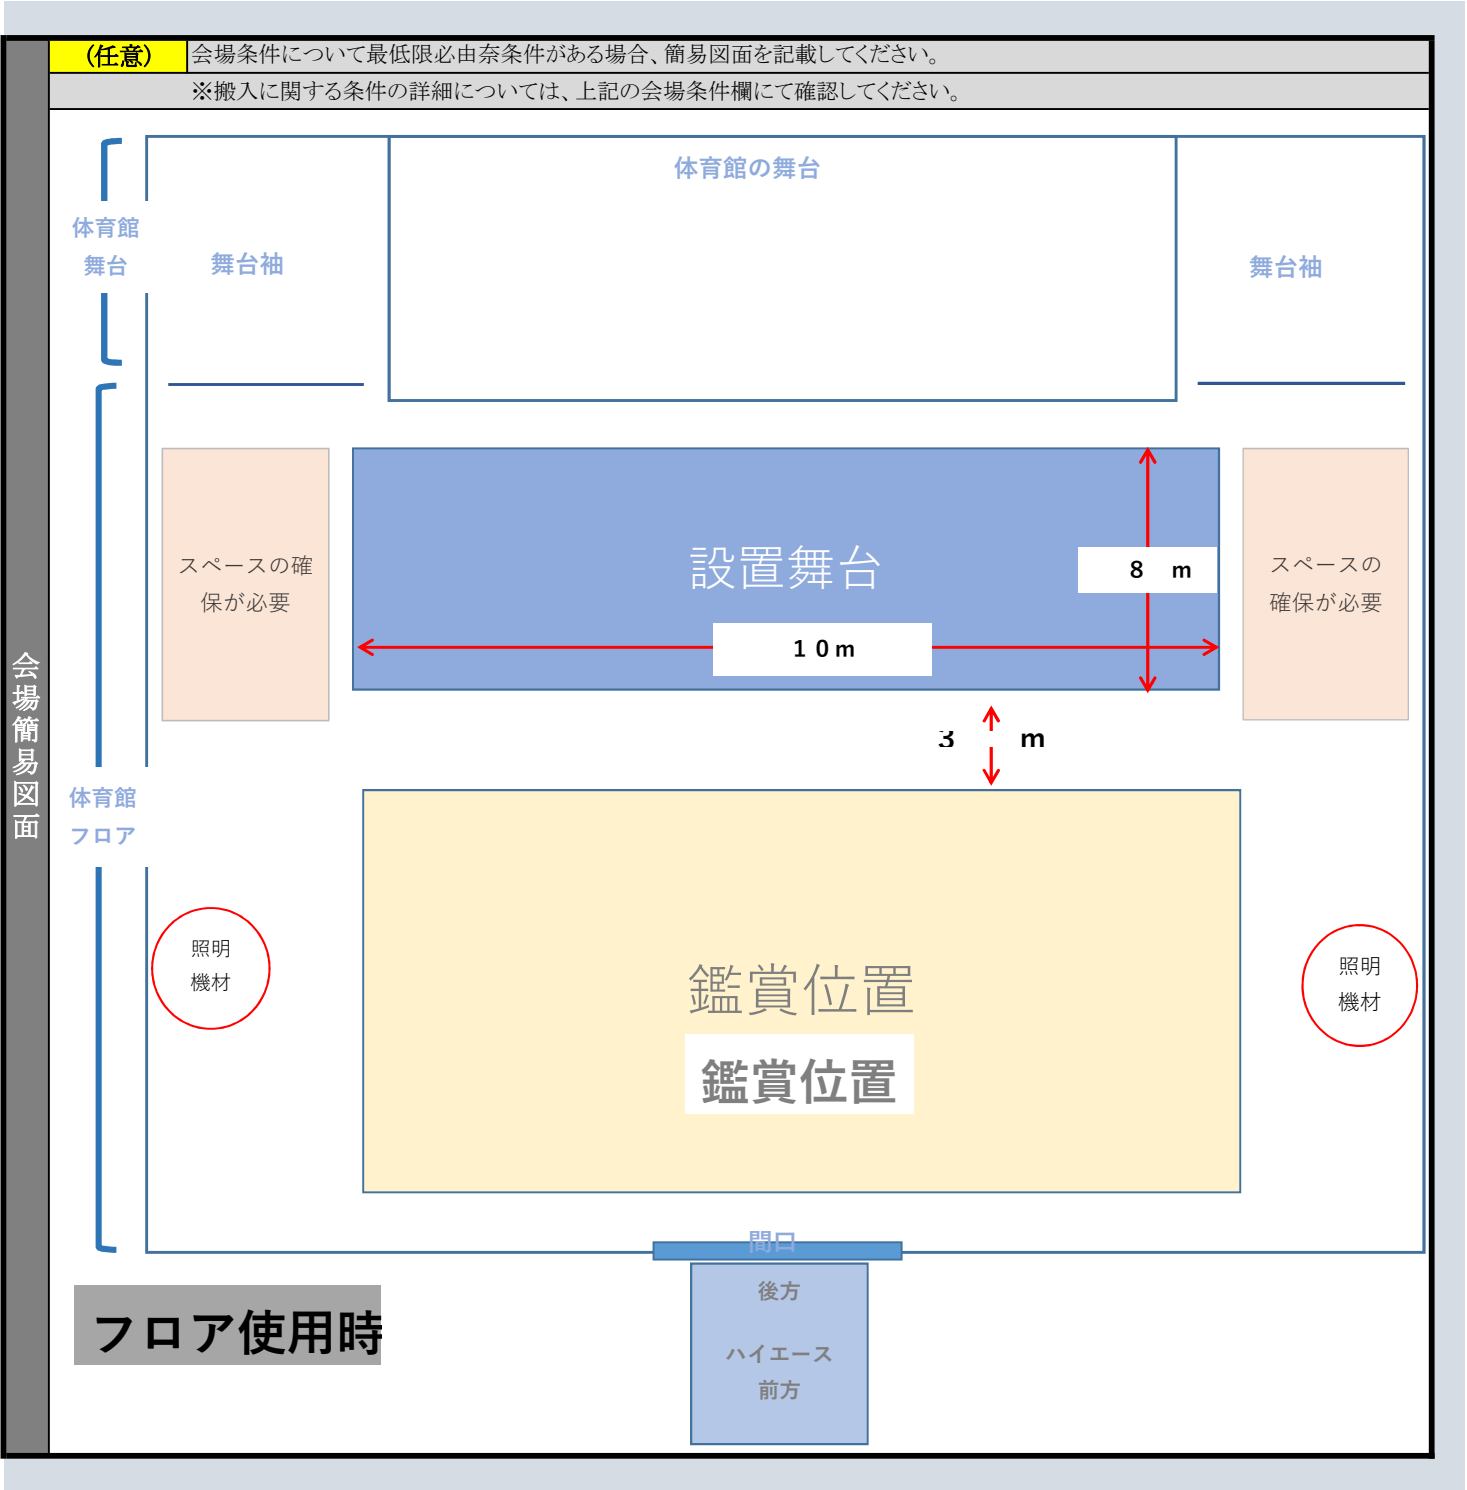 (任意)
会場条件について最低限必由奈条件がある場合、簡易図面を記載してください。
※搬入に関する条件の詳細については、上記の会場条件欄にて確認してください。
会場簡易図面
体育館の舞台
体育館
舞台
舞台袖
舞台袖
スペースの確
保が必要
設置舞台
8 m
10m
スペースの
確保が必要
3 m
体育館
フロア
照明
機材
鑑賞位置
鑑賞位置
照明
機材
間口
後方
ハイエース
前方
フロア使用時